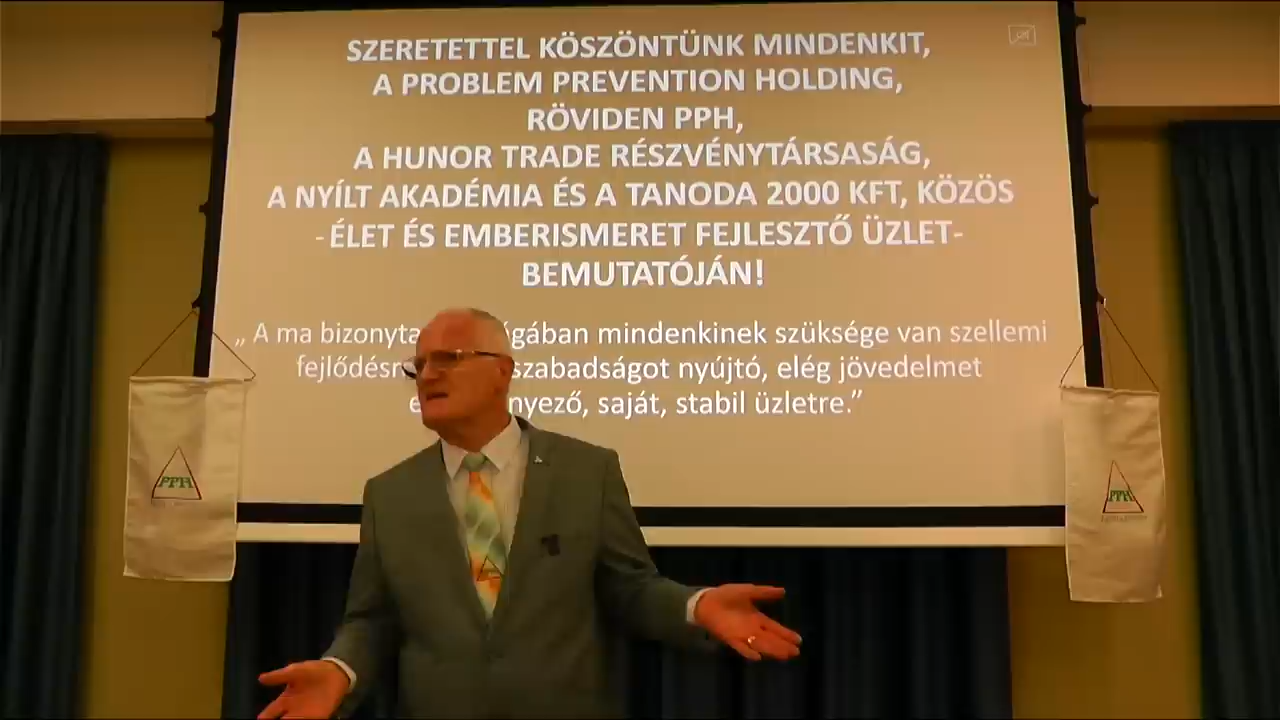 SZERETETTEL KÖSZÖNTÜNK MINDENKIT,
A PROBLEM PREVENTION HOLDING,
RÖVIDEN PPH,
A HUNOR TRADE RÉSZVÉNYTÁRSASÁG,
A NYÍLT AKADÉMIA ÉS A TANODA 2000 KFT, KÖZÖS
- ÉLET ÉS EMBERISMERET FEJLESZTŐ ÜZLET-
BEMUTATÓJÁN!
„ A ma mindenkinek szüksége van szellemi
szabadságot nyújtó, elég jövedelmet
saját, stabil üzletre.”
PPH
PPH